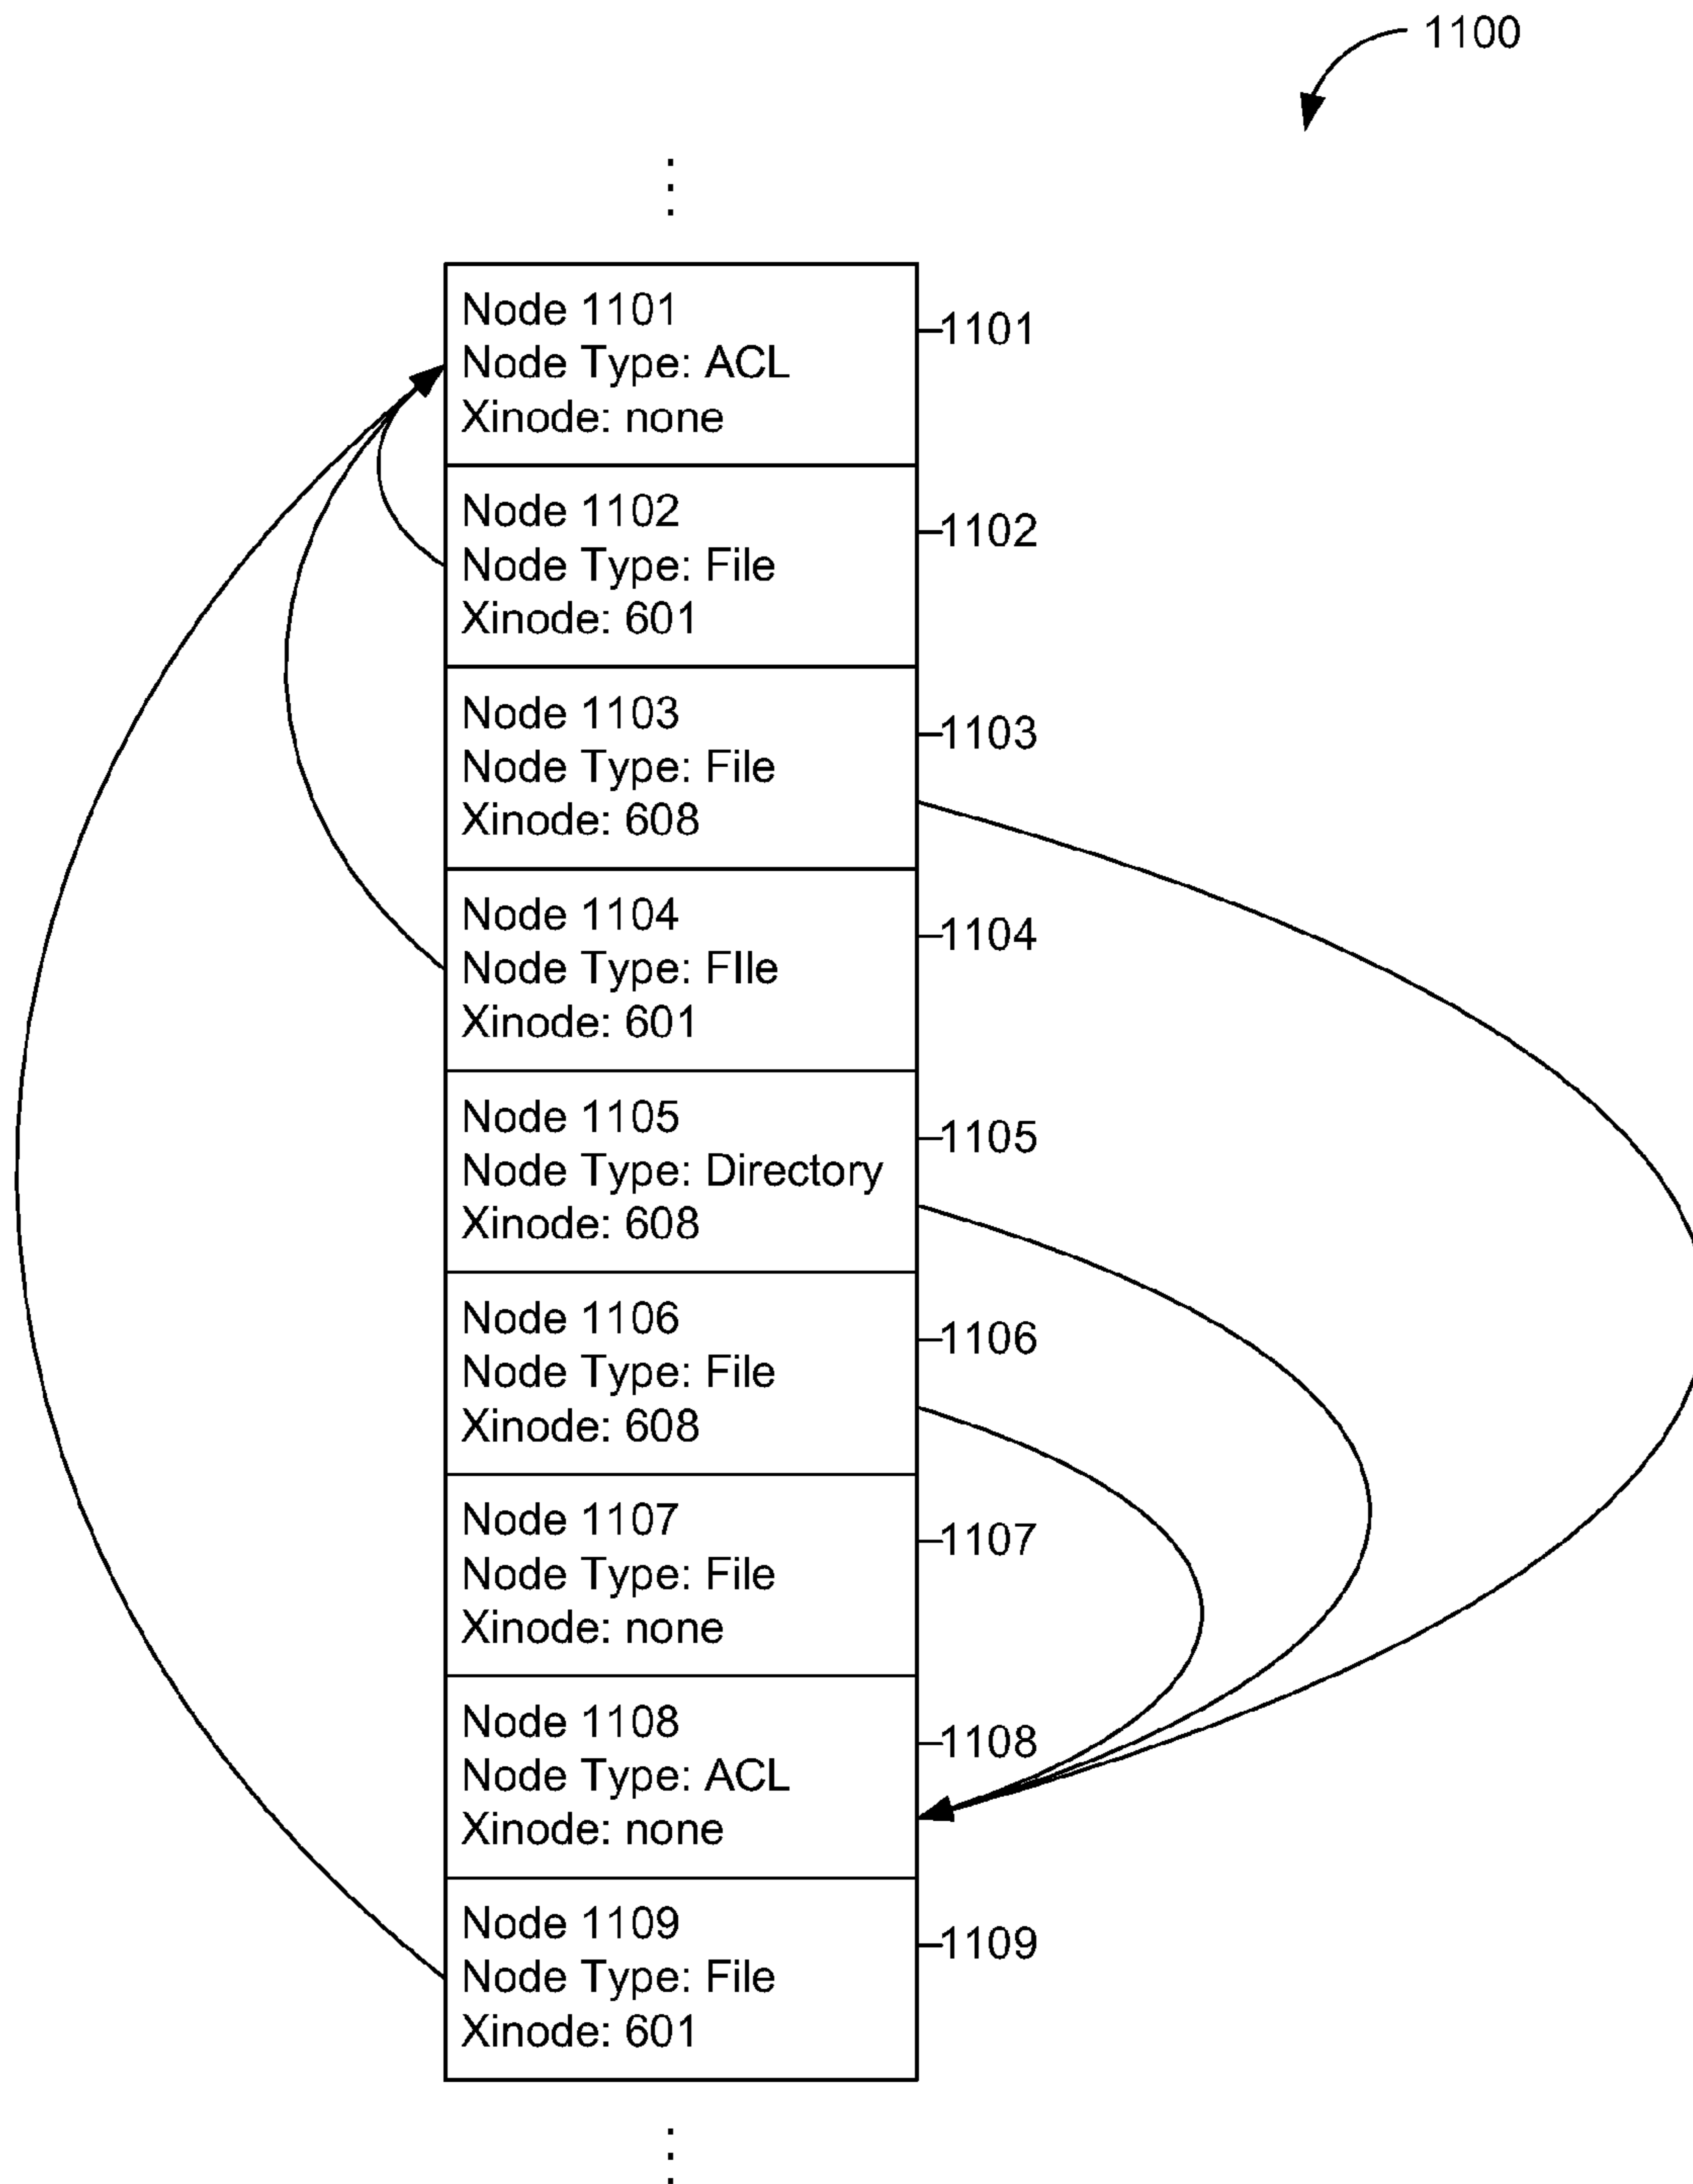 1100
Node 1101
Node Type: ACL
Xinode: none
1101
Node 1102
Node Type: File
Xinode: 601
1102
Node 1103
Node Type: File
Xinode: 608
1103
Node 1104
Node Type: FIle
Xinode: 601
1104
Node 1105
Node Type: Directory
Xinode: 608
1105
Node 1106
Node Type: File
Xinode: 608
1106
Node 1107
Node Type: File
Xinode: none
1107
Node 1108
Node Type: ACL
Xinode: none
1108
Node 1109
Node Type: File
Xinode: 601
1109